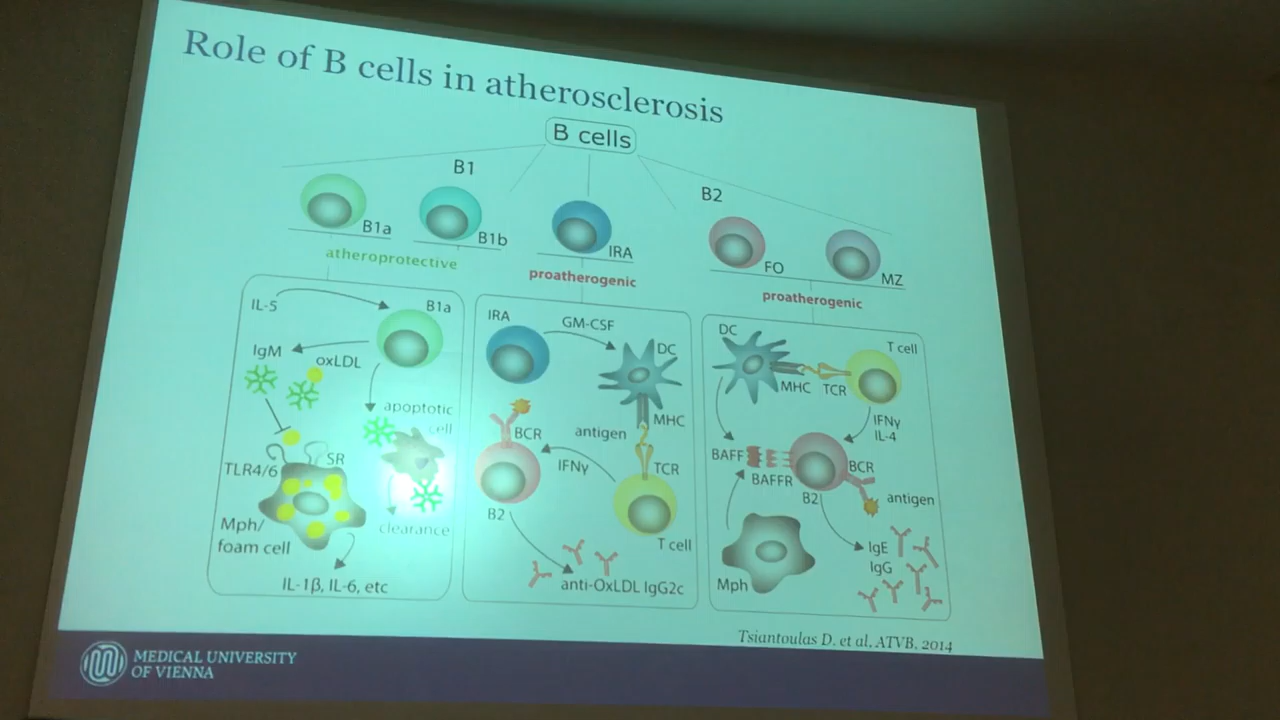 Role of B cells in atherosclerosis
B cells
B1
B2
B1a
B1b
IRA
FO
MZ
atheroprotective
proatherogenic
proatherogenic
IL-5
B1a
IgM
oxLDL
apoptotic
cell
TLR4/6
SR
Mph/
foam cell
clearance
IL-1β, IL-6, etc
IRA
GM-CSF
DC
MHC
antigen
BCR
IFNγ
TCR
B2
T cell
anti-OxLDL IgG2c
DC
T cell
MHC
TCR
IFNγ
IL-4
BAFF
BAFFR
BCR
B2
antigen
IgE
IgG
Mph
Tsiantoulas D. et al, ATVB, 2014
MEDICAL UNIVERSITY
OF VIENNA